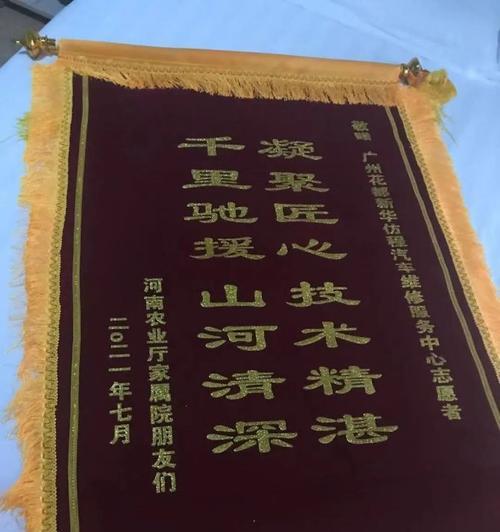 敬赠 广州花都新华仿程汽车维修服务中心志愿者
凝聚匠心 技术精湛
千里驰援 山河清深
河南农业厅家属院朋友们
二〇二一年七月